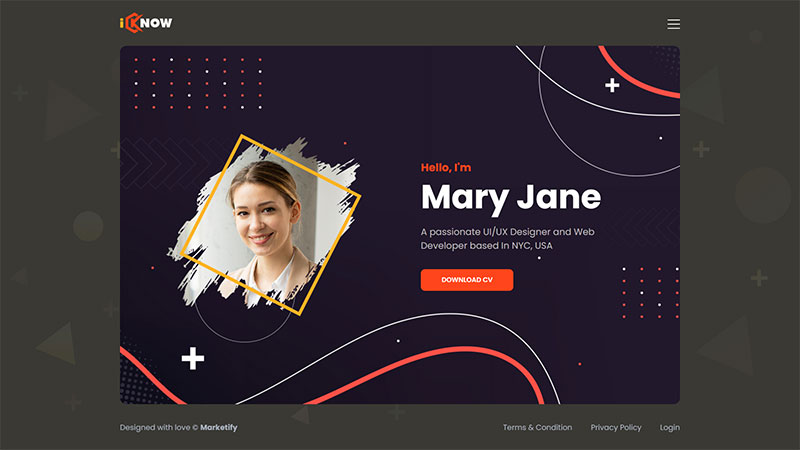 iKNOW
Hello, I'm
Mary Jane
A passionate UI/UX Designer and Web
Developer based In NYC, USA
DOWNLOAD CV
Designed with love © Marketify
Terms & Condition
Privacy Policy
Login